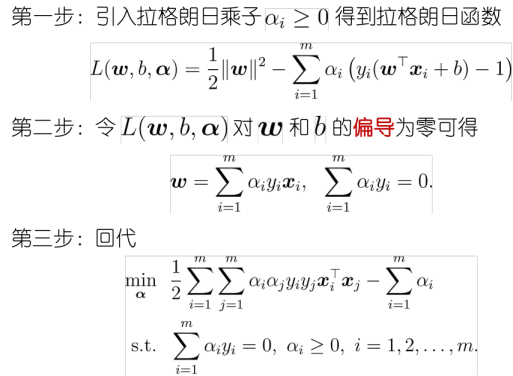 第一步：引入拉格朗日乘子 $\alpha_i \geq 0$ 得到拉格朗日函数
$L(\boldsymbol{w}, b, \boldsymbol{\alpha}) = \frac{1}{2}\|\boldsymbol{w}\|^2 - \sum_{i=1}^{m} \alpha_i \left( y_i(\boldsymbol{w}^\top \boldsymbol{x}_i + b) - 1 \right)$
第二步：令 $L(\boldsymbol{w}, b, \boldsymbol{\alpha})$ 对 $\boldsymbol{w}$ 和 $b$ 的偏导为零可得
$\boldsymbol{w} = \sum_{i=1}^{m} \alpha_i y_i \boldsymbol{x}_i, \quad \sum_{i=1}^{m} \alpha_i y_i = 0.$
第三步：回代
$\min_{\boldsymbol{\alpha}} \quad \frac{1}{2} \sum_{i=1}^{m} \sum_{j=1}^{m} \alpha_i \alpha_j y_i y_j \boldsymbol{x}_i^\top \boldsymbol{x}_j - \sum_{i=1}^{m} \alpha_i$
$\text{s.t.} \quad \sum_{i=1}^{m} \alpha_i y_i = 0, \ \alpha_i \geq 0, \ i = 1, 2, \ldots, m.$